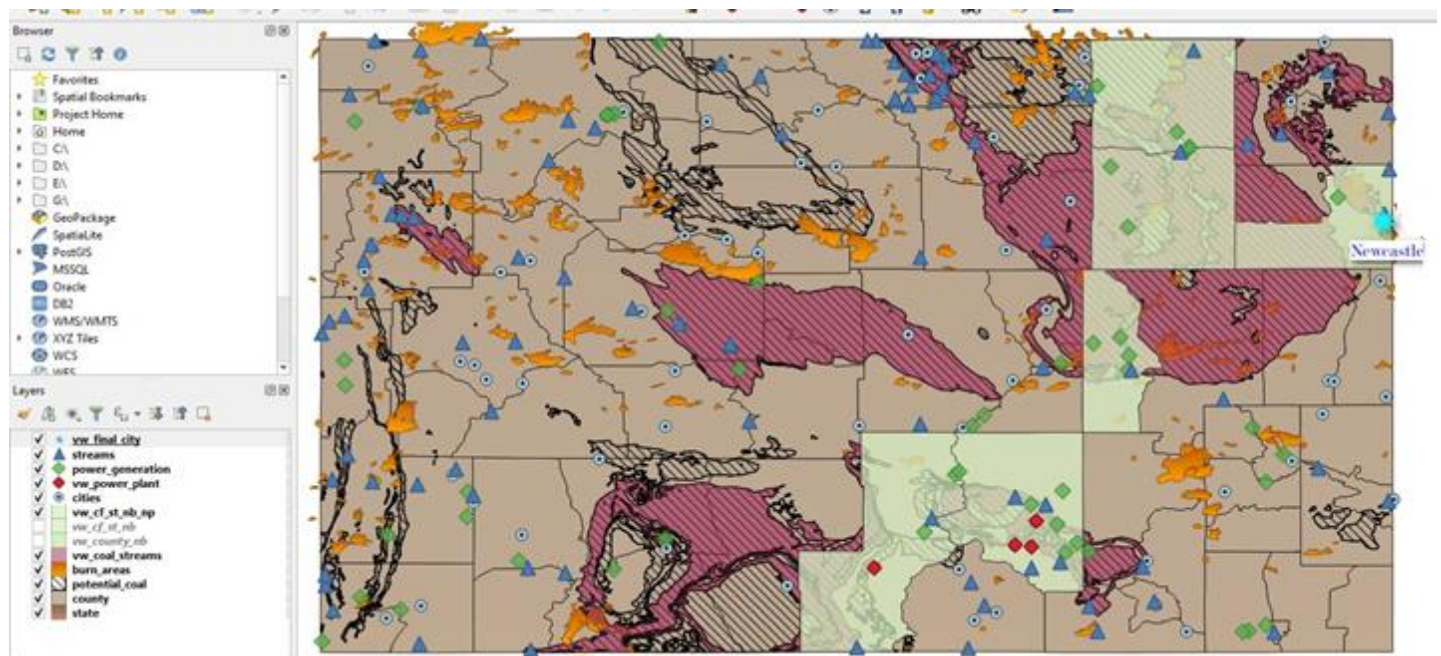 Browser
Favorites
Spatial Bookmarks
Project Home
Home
C:\
D:\
E:\
G:\
GeoPackage
SpatiaLite
PostGIS
MSSQL
Oracle
DB2
WMS/WMTS
XYZ Tiles
WCS
WFS
Newcastle
Layers
vw_final_city
streams
power_generation
vw_power_plant
cities
vw_cf_st_nb_np
vw_cf_st_nb
vw_county_nb
vw_coal_streams
burn_areas
potential_coal
county
state